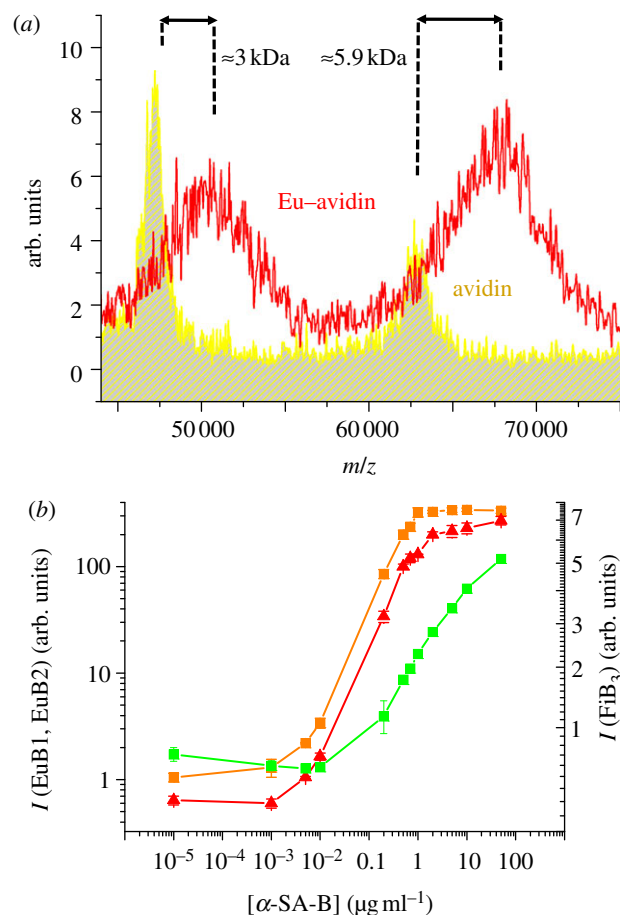 (a)
≈3 kDa ≈5.9 kDa
10
8
6
4
2
0
arb. units
Eu–avidin
avidin
50 000 60 000 70 000
m/z
(b)
100
10
1
I (EuB1, EuB2) (arb. units)
7
5
3
2
1
I (FiB₃) (arb. units)
10⁻⁵ 10⁻⁴ 10⁻³ 10⁻² 0.1 1 10 100
[α-SA-B] (µg ml⁻¹)